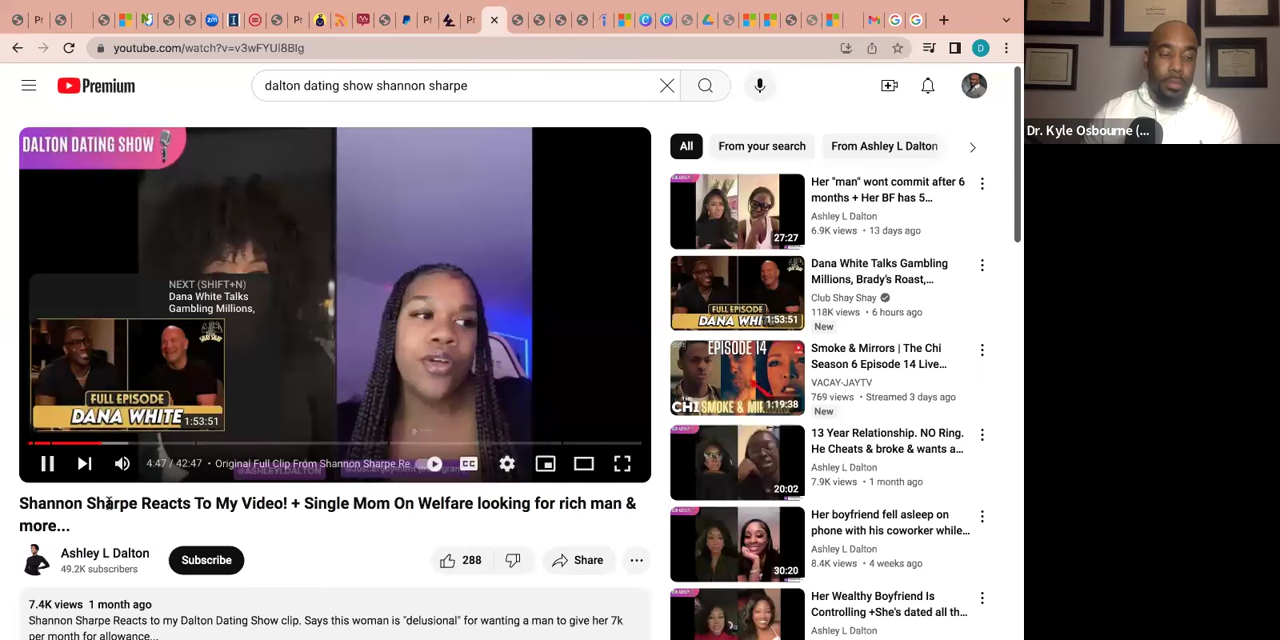 youtube.com/watch?v=v3wFYUl8BIg
Premium
dalton dating show shannon sharpe
Dr. Kyle Osbourne (...
DALTON DATING SHOW
NEXT (SHIFT+N)
Dana White Talks
Gambling Millions,
FULL EPISODE
DANA WHITE
1:53:51
4:47 / 42:47 • Original Full Clip From Shannon Sharpe Re
CC
Shannon Sharpe Reacts To My Video! + Single Mom On Welfare looking for rich man &
more...
Ashley L Dalton
49.2K subscribers
Subscribe
288
Share
7.4K views 1 month ago
Shannon Sharpe Reacts to my Dalton Dating Show clip. Says this woman is "delusional" for wanting a man to give her 7k
per month for allowance...
All
From your search
From Ashley L Dalton
Her "man" wont commit after 6
months + Her BF has 5...
Ashley L Dalton
6.9K views • 13 days ago
27:27
Dana White Talks Gambling
Millions, Brady's Roast,...
Club Shay Shay
118K views • 6 hours ago
New
FULL EPISODE
DANA WHI
1:53:51
Smoke & Mirrors | The Chi
Season 6 Episode 14 Live...
VACAY-JAYTV
769 views • Streamed 3 days ago
New
EPISODE 14
THE CHI
SMOKE & MI
1:19:38
13 Year Relationship. NO Ring.
He Cheats & broke & wants a...
Ashley L Dalton
7.9K views • 1 month ago
20:02
Her boyfriend fell asleep on
phone with his coworker while...
Ashley L Dalton
8.4K views • 4 weeks ago
30:20
Her Wealthy Boyfriend Is
Controlling +She's dated all th...
Ashley L Dalton